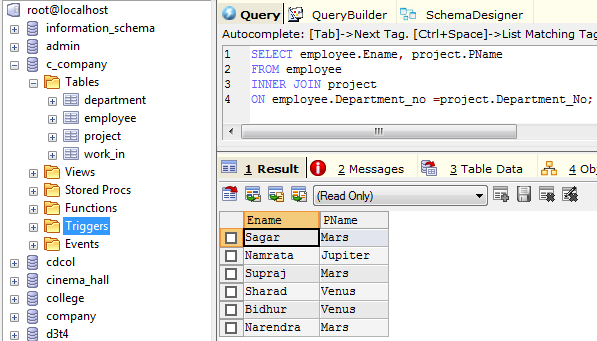 root@localhost
information_schema
admin
c_company
Tables
department
employee
project
work_in
Views
Stored Procs
Functions
Triggers
Events
cdcol
cinema_hall
college
company
d3t4
Query QueryBuilder SchemaDesigner
Autocomplete: [Tab]->Next Tag. [Ctrl+Space]->List Matching Tag
1 SELECT employee.Ename, project.PName
2 FROM employee
3 INNER JOIN project
4 ON employee.Department_no =project.Department_No;
1 Result 2 Messages 3 Table Data 4 Ob
(Read Only)
Ename PName
Sagar Mars
Namrata Jupiter
Supraj Mars
Sharad Venus
Bidhur Venus
Narendra Mars